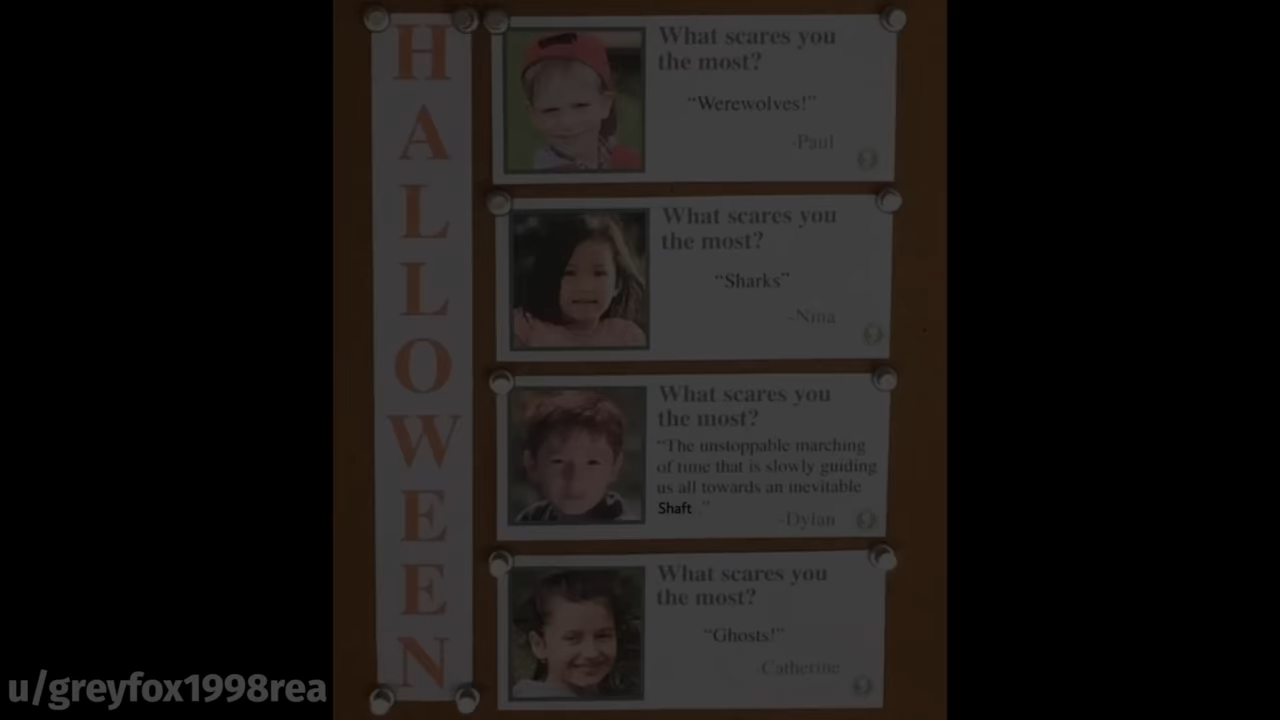 H
A
L
L
O
W
E
E
N
What scares you
the most?
“Werewolves!”
-Paul
What scares you
the most?
“Sharks”
-Nina
What scares you
the most?
“The unstoppable marching
of time that is slowly guiding
us all towards an inevitable
Shaft .”
-Dylan
What scares you
the most?
“Ghosts!”
-Catherine
u/greyfox1998rea